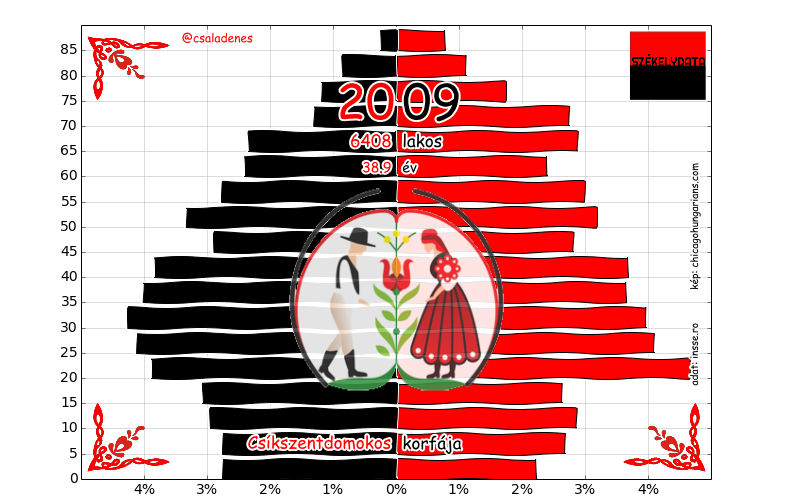 @csaladenes
SZÉKELYDATA
2009
6408 lakos
38.9 év
kép: chicagohungarians.com
adat: insse.ro
Csíkszentdomokos korfája
85
80
75
70
65
60
55
50
45
40
35
30
25
20
15
10
5
0
4% 3% 2% 1% 0% 1% 2% 3% 4%